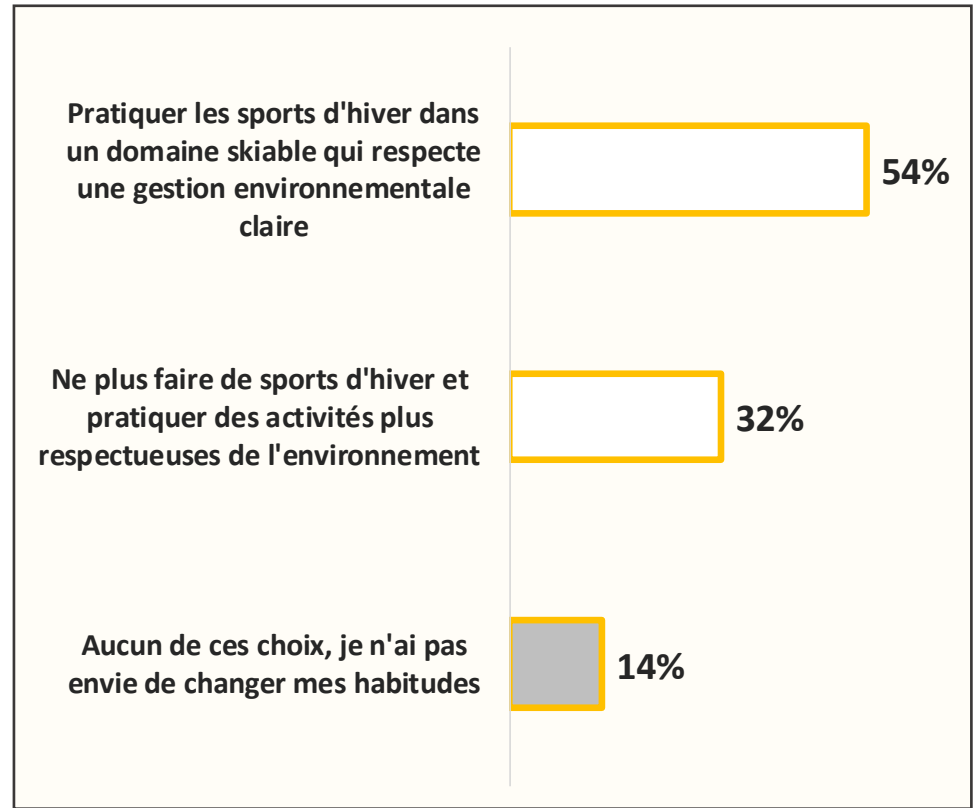 Pratiquer les sports d'hiver dans
un domaine skiable qui respecte
une gestion environnementale
claire
54%
Ne plus faire de sports d'hiver et
pratiquer des activités plus
respectueuses de l'environnement
32%
Aucun de ces choix, je n'ai pas
envie de changer mes habitudes
14%